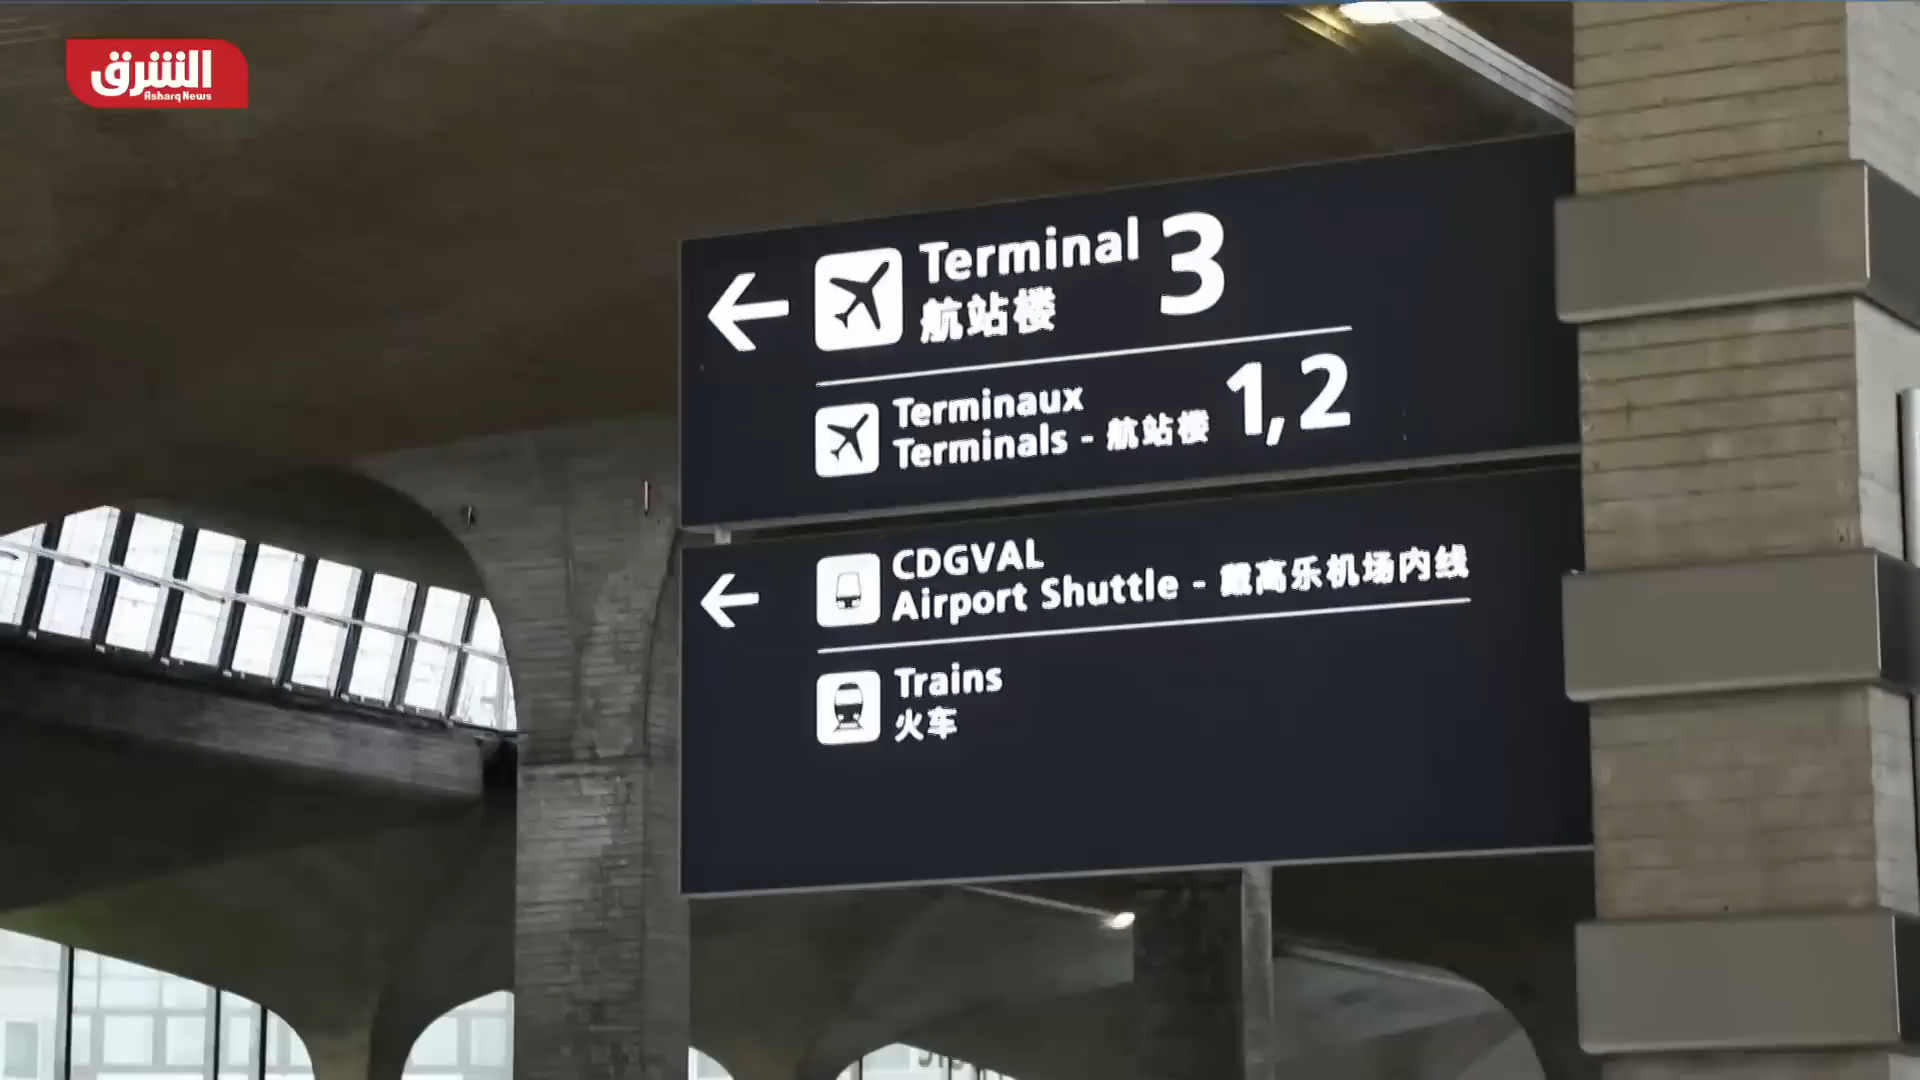 الشرق
Asharq News
Terminal 3
航站楼
Terminaux
Terminals - 航站楼 1, 2
CDGVAL
Airport Shuttle - 戴高乐机场内线
Trains
火车